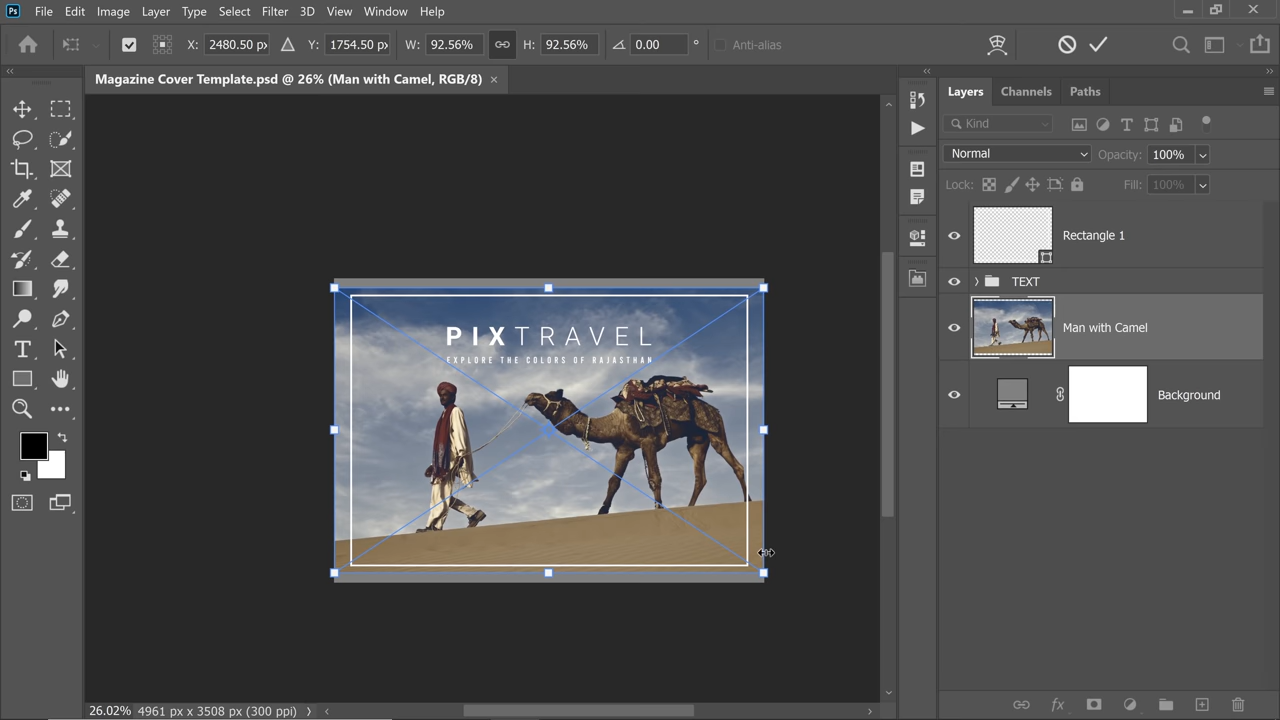 Ps File Edit Image Layer Type Select Filter 3D View Window Help
X: 2480.50 px Y: 1754.50 px W: 92.56% H: 92.56% 0.00 ° Anti-alias
Magazine Cover Template.psd @ 26% (Man with Camel, RGB/8) ×
PIXTRAVEL
EXPLORE THE COLORS OF RAJASTHAN
26.02% 4961 px x 3508 px (300 ppi)
Layers Channels Paths
Kind
Normal Opacity: 100%
Lock: Fill: 100%
Rectangle 1
TEXT
Man with Camel
Background